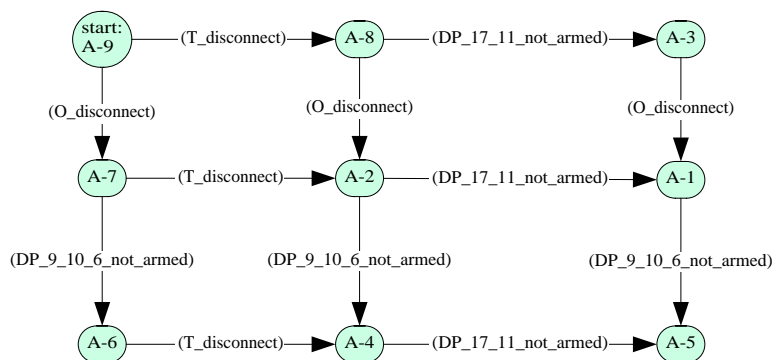 start:
A-9
(T_disconnect)
A-8
(DP_17_11_not_armed)
A-3
(O_disconnect)
(O_disconnect)
(O_disconnect)
A-7
(T_disconnect)
A-2
(DP_17_11_not_armed)
A-1
(DP_9_10_6_not_armed)
(DP_9_10_6_not_armed)
(DP_9_10_6_not_armed)
A-6
(T_disconnect)
A-4
(DP_17_11_not_armed)
A-5